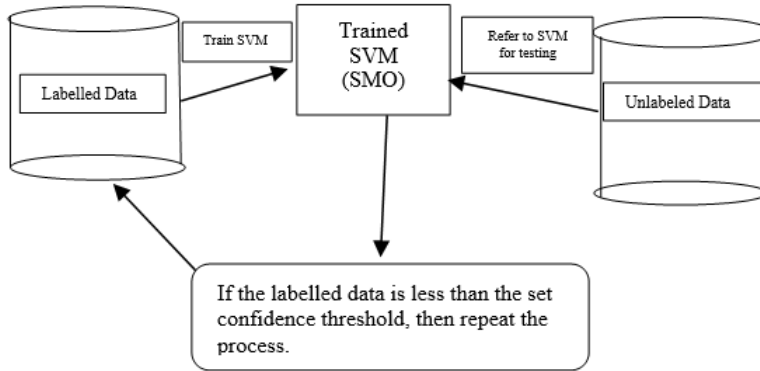 Train SVM
Trained
SVM
(SMO)
Refer to SVM
for testing
Labelled Data
Unlabeled Data
If the labelled data is less than the set
confidence threshold, then repeat the
process.